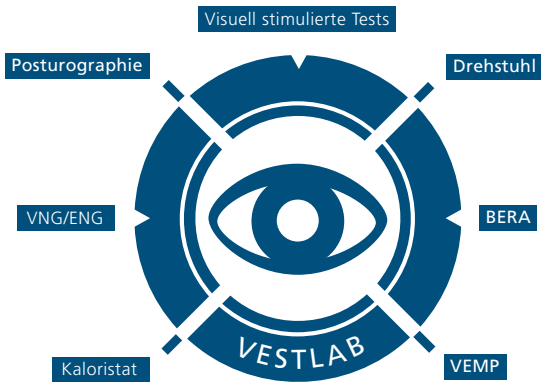 Visuell stimulierte Tests
Posturographie
Drehstuhl
VNG/ENG
BERA
VESTLAB
Kaloristat
VEMP